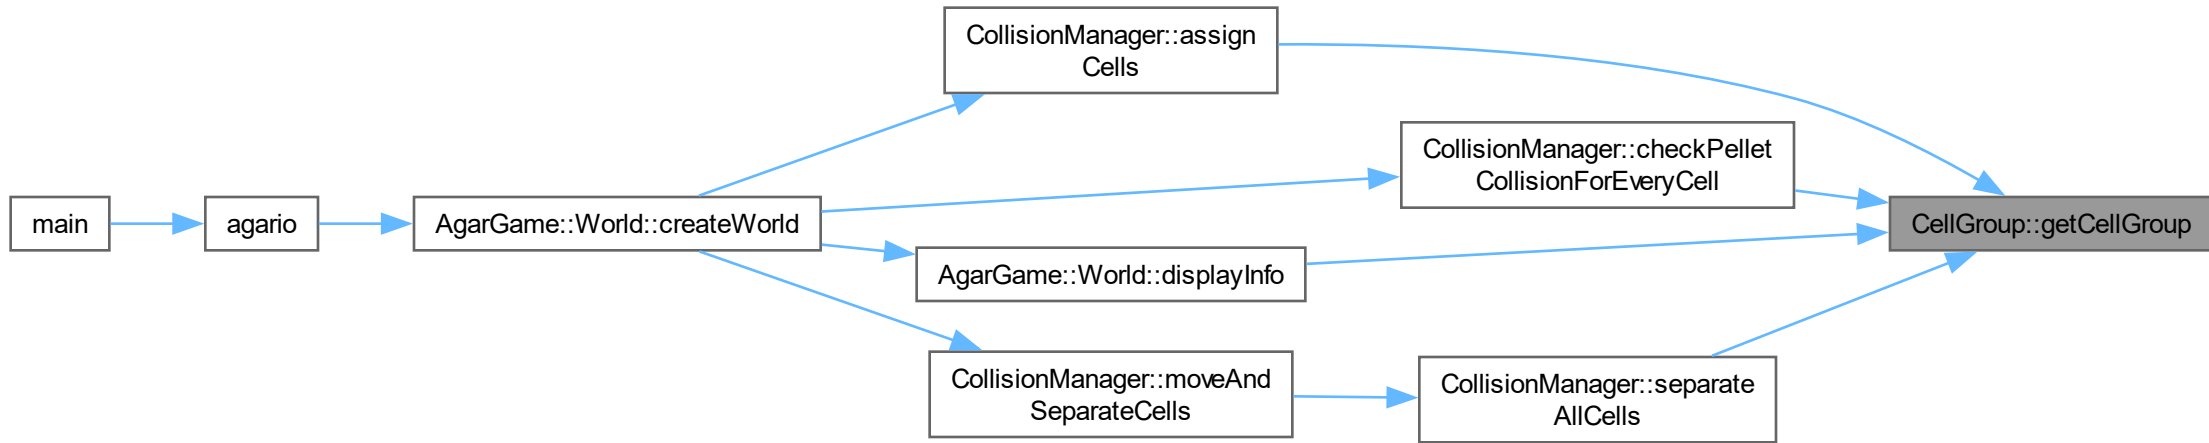 CollisionManager::assign
Cells
CollisionManager::checkPellet
CollisionForEveryCell
main
agario
AgarGame::World::createWorld
CellGroup::getCellGroup
AgarGame::World::displayInfo
CollisionManager::moveAnd
SeparateCells
CollisionManager::separate
AllCells